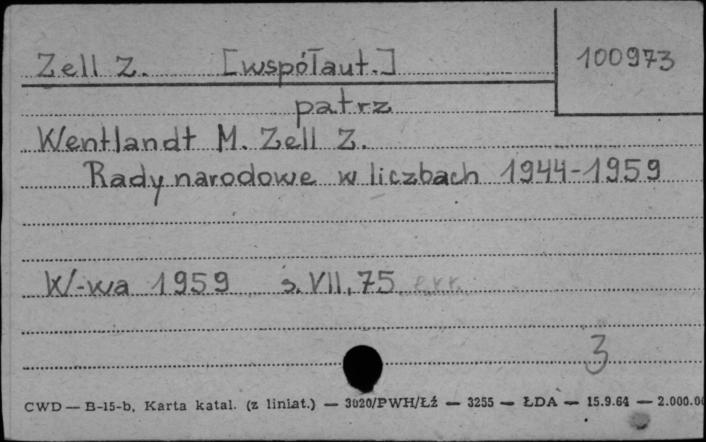 Zell Z. [współaut.] 100973
patrz
Wentlandt M. Zell Z.
Rady narodowe w liczbach 1944-1959
W-wa 1959 s. VII, 75
3
CWD — B-15-b, Karta katal. (z liniat.) — 3020/PWH/Łź — 3255 — ŁDA — 15.9.64 — 2.000.00